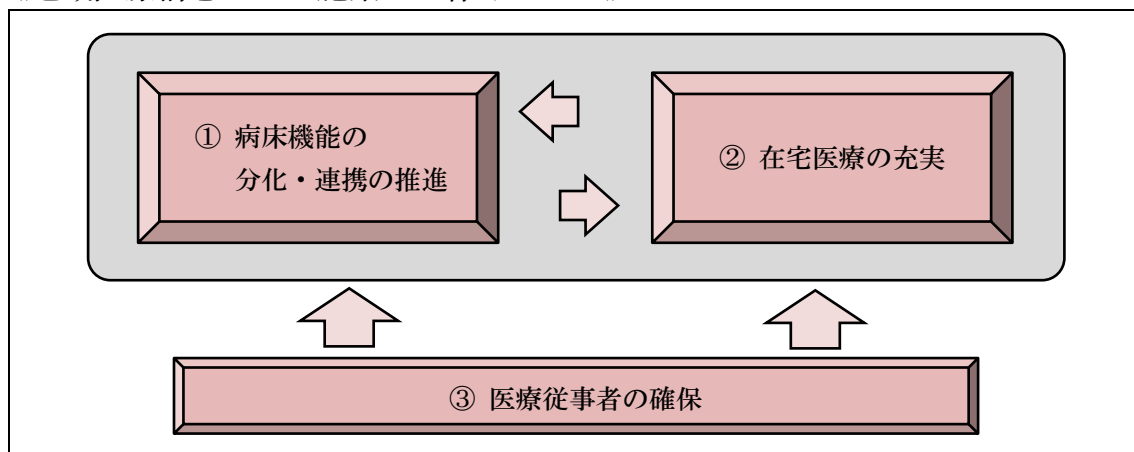 ① 病床機能の
分化・連携の推進
② 在宅医療の充実
③ 医療従事者の確保